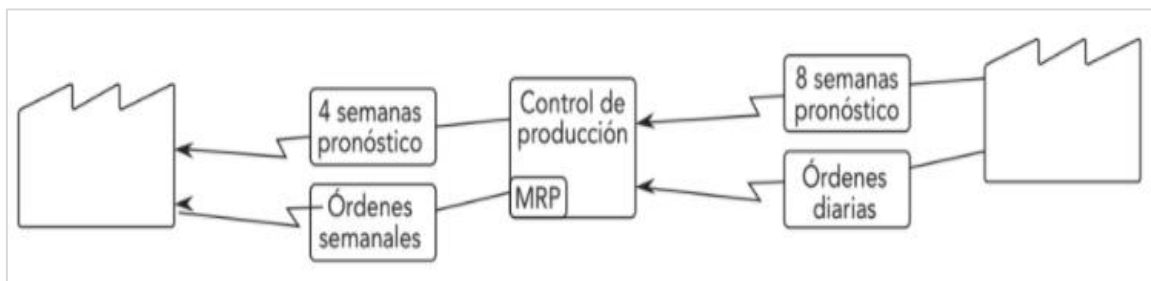 4 semanas
pronóstico
Órdenes
semanales
Control de
producción
MRP
8 semanas
pronóstico
Órdenes
diarias